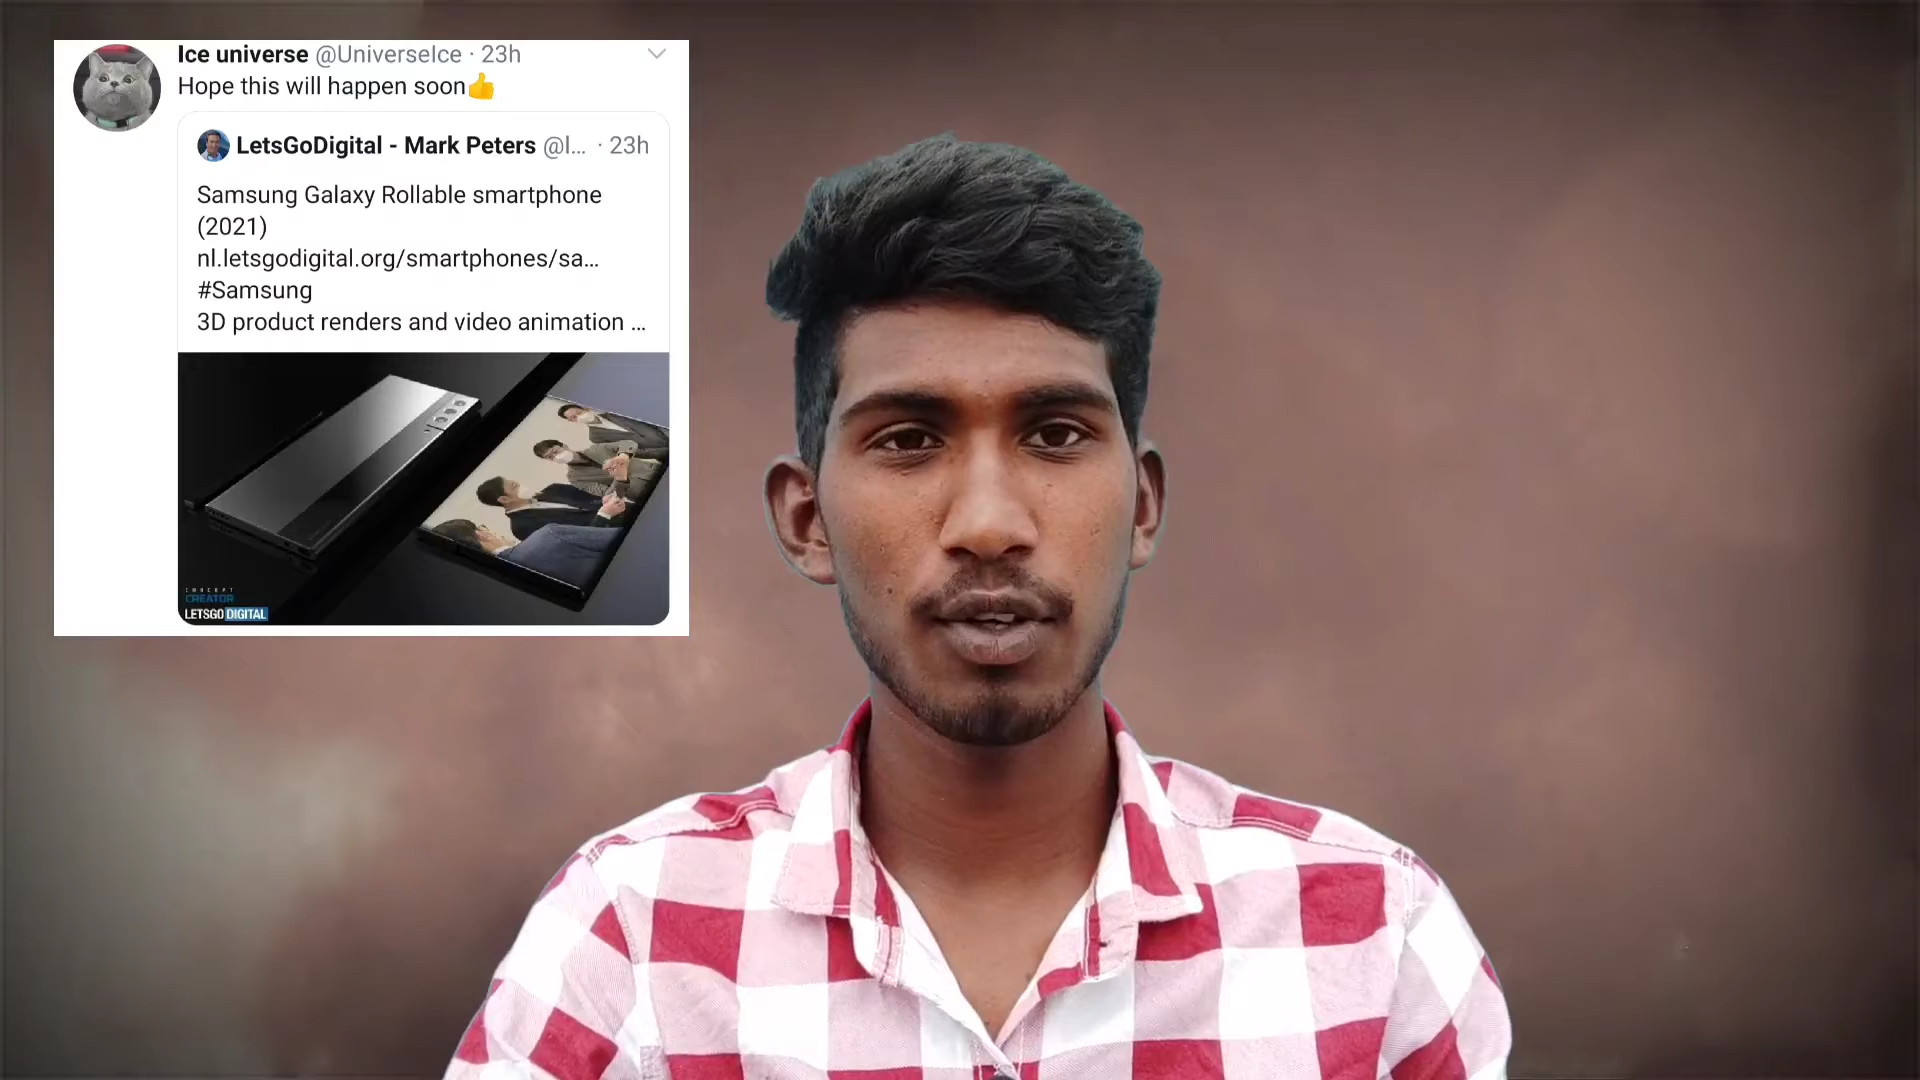 Ice universe @UniverseIce · 23h
Hope this will happen soon👍
LetsGoDigital - Mark Peters @l... · 23h
Samsung Galaxy Rollable smartphone
(2021)
nl.letsgodigital.org/smartphones/sa...
#Samsung
3D product renders and video animation ...
CONCEPT
CREATOR
LETSGO DIGITAL